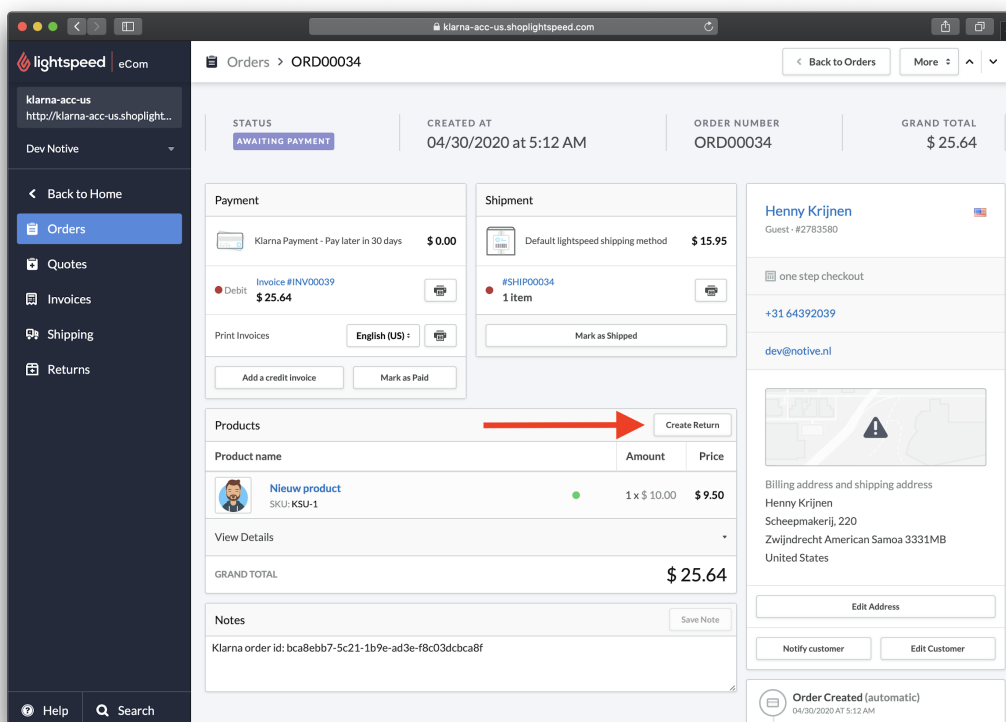 klarna-acc-us.shoplightspeed.com
lightspeed eCom
klarna-acc-us
http://klarna-acc-us.shoplight...
Dev Notive
Back to Home
Orders
Quotes
Invoices
Shipping
Returns
Help
Search
Orders > ORD00034
Back to Orders
More
STATUS
AWAITING PAYMENT
CREATED AT
04/30/2020 at 5:12 AM
ORDER NUMBER
ORD00034
GRAND TOTAL
$ 25.64
Payment
Klarna Payment - Pay later in 30 days $ 0.00
Debit
Invoice #INV00039
$ 25.64
Print Invoices
English (US)
Add a credit invoice
Mark as Paid
Shipment
Default lightspeed shipping method $ 15.95
#SHIP00034
1 item
Mark as Shipped
Products
Create Return
Product name Amount Price
Nieuw product
SKU: KSU-1
1 x $ 10.00 $ 9.50
View Details
GRAND TOTAL $ 25.64
Notes
Save Note
Klarna order id: bca8ebb7-5c21-1b9e-ad3e-f8c03dcbca8f
Henny Krijnen
Guest - #2783580
one step checkout
+31 64392039
dev@notive.nl
Billing address and shipping address
Henny Krijnen
Scheepmakerij, 220
Zwijndrecht American Samoa 3331MB
United States
Edit Address
Notify customer
Edit Customer
Order Created (automatic)
04/30/2020 AT 5:12 AM